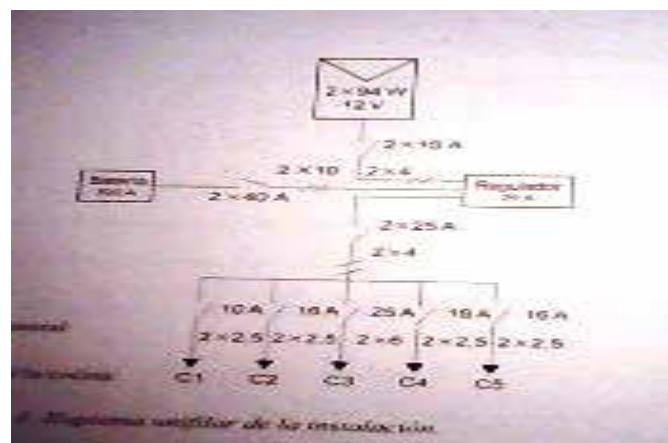 2×94 W
12 V
2×16 A
2×10
2×4
Batería
Regulador
2×40 A
2×25 A
2×4
10 A 16 A 25 A 16 A 16 A
2×2,5 2×2,5 2×6 2×2,5 2×2,5
C1 C2 C3 C4 C5
Esquema unifilar de la instalación.